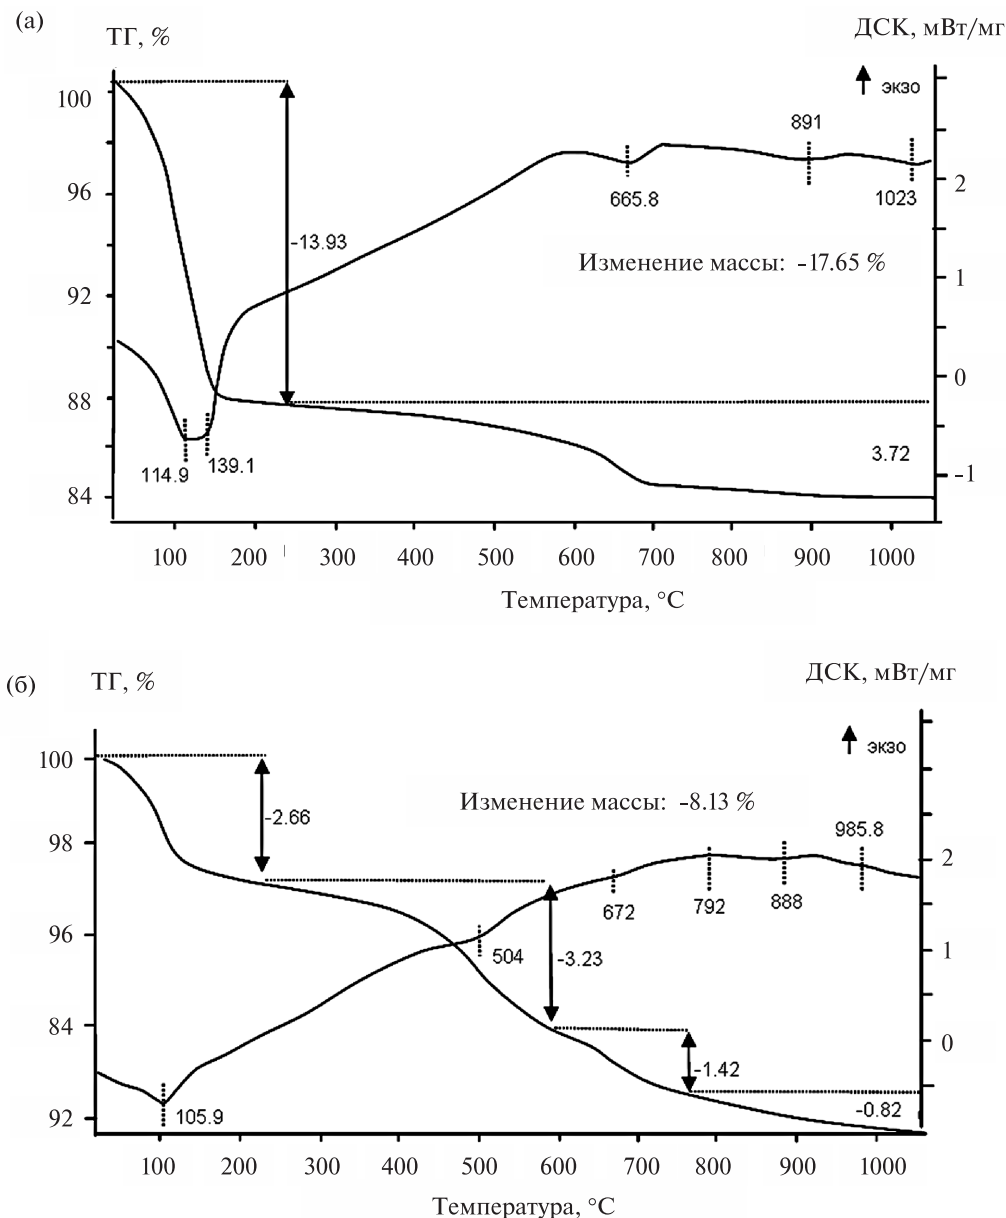 (а)
ТГ, %
ДСК, мВт/мг
экзо
100
96
92
88
84
2
1
0
-1
891
665.8
1023
-13.93
Изменение массы: -17.65 %
114.9
139.1
3.72
100 200 300 400 500 600 700 800 900 1000
Температура, °C
(б)
ТГ, %
ДСК, мВт/мг
экзо
100
98
96
84
92
2
1
0
-2.66
Изменение массы: -8.13 %
985.8
672
792
888
504
-3.23
-1.42
-0.82
105.9
100 200 300 400 500 600 700 800 900 1000
Температура, °C